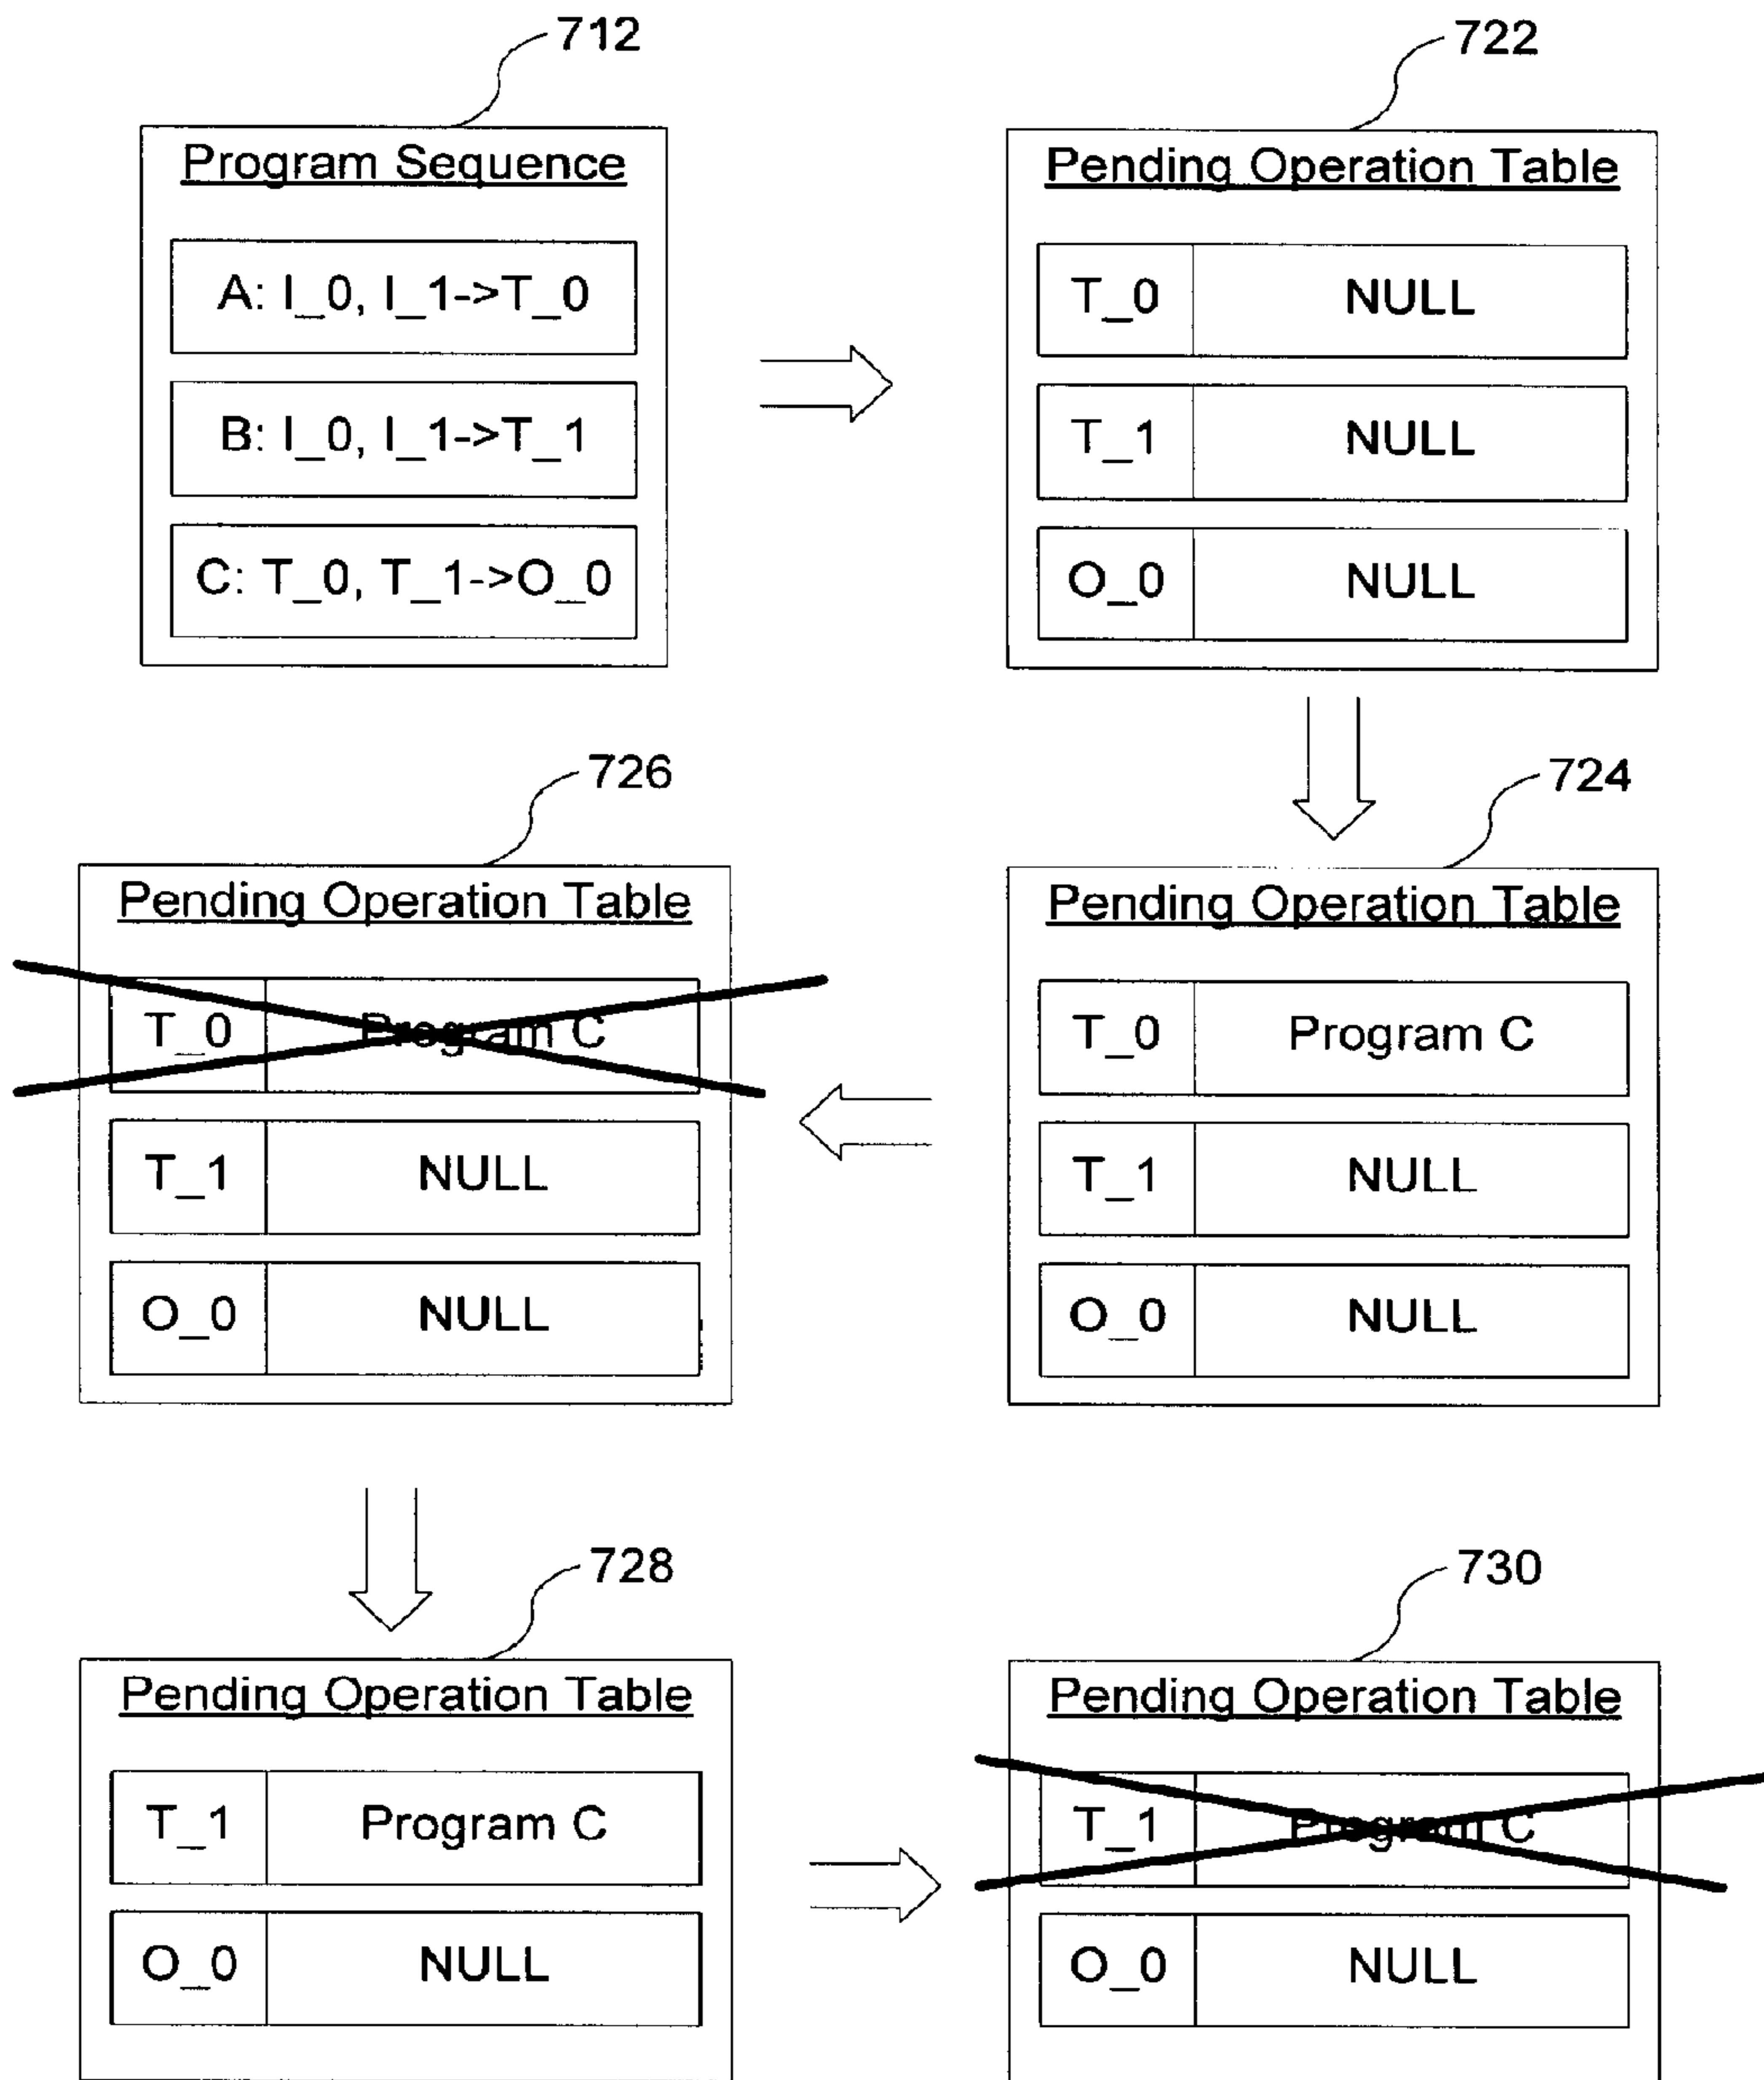 712
Program Sequence
A: I_0, I_1->T_0
B: I_0, I_1->T_1
C: T_0, T_1->O_0
722
Pending Operation Table
T_0 NULL
T_1 NULL
O_0 NULL
726
Pending Operation Table
T_0 Program C
T_1 NULL
O_0 NULL
724
Pending Operation Table
T_0 Program C
T_1 NULL
O_0 NULL
728
Pending Operation Table
T_1 Program C
O_0 NULL
730
Pending Operation Table
T_1 Program C
O_0 NULL